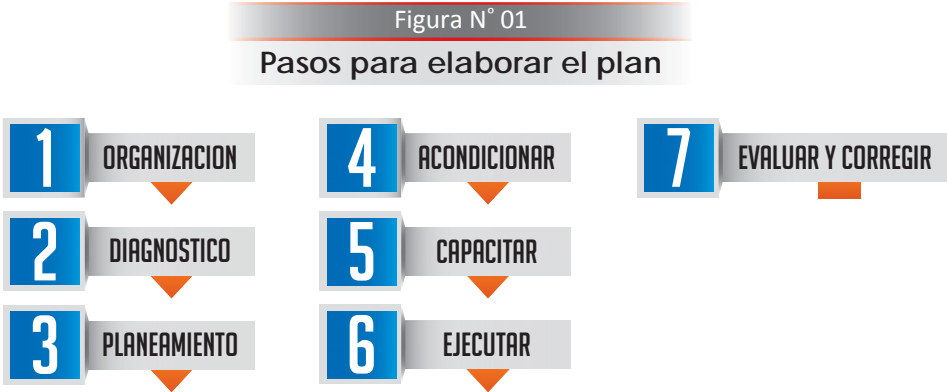 Figura N° 01
Pasos para elaborar el plan
1 ORGANIZACION
2 DIAGNOSTICO
3 PLANEAMIENTO
4 ACONDICIONAR
5 CAPACITAR
6 EJECUTAR
7 EVALUAR Y CORREGIR